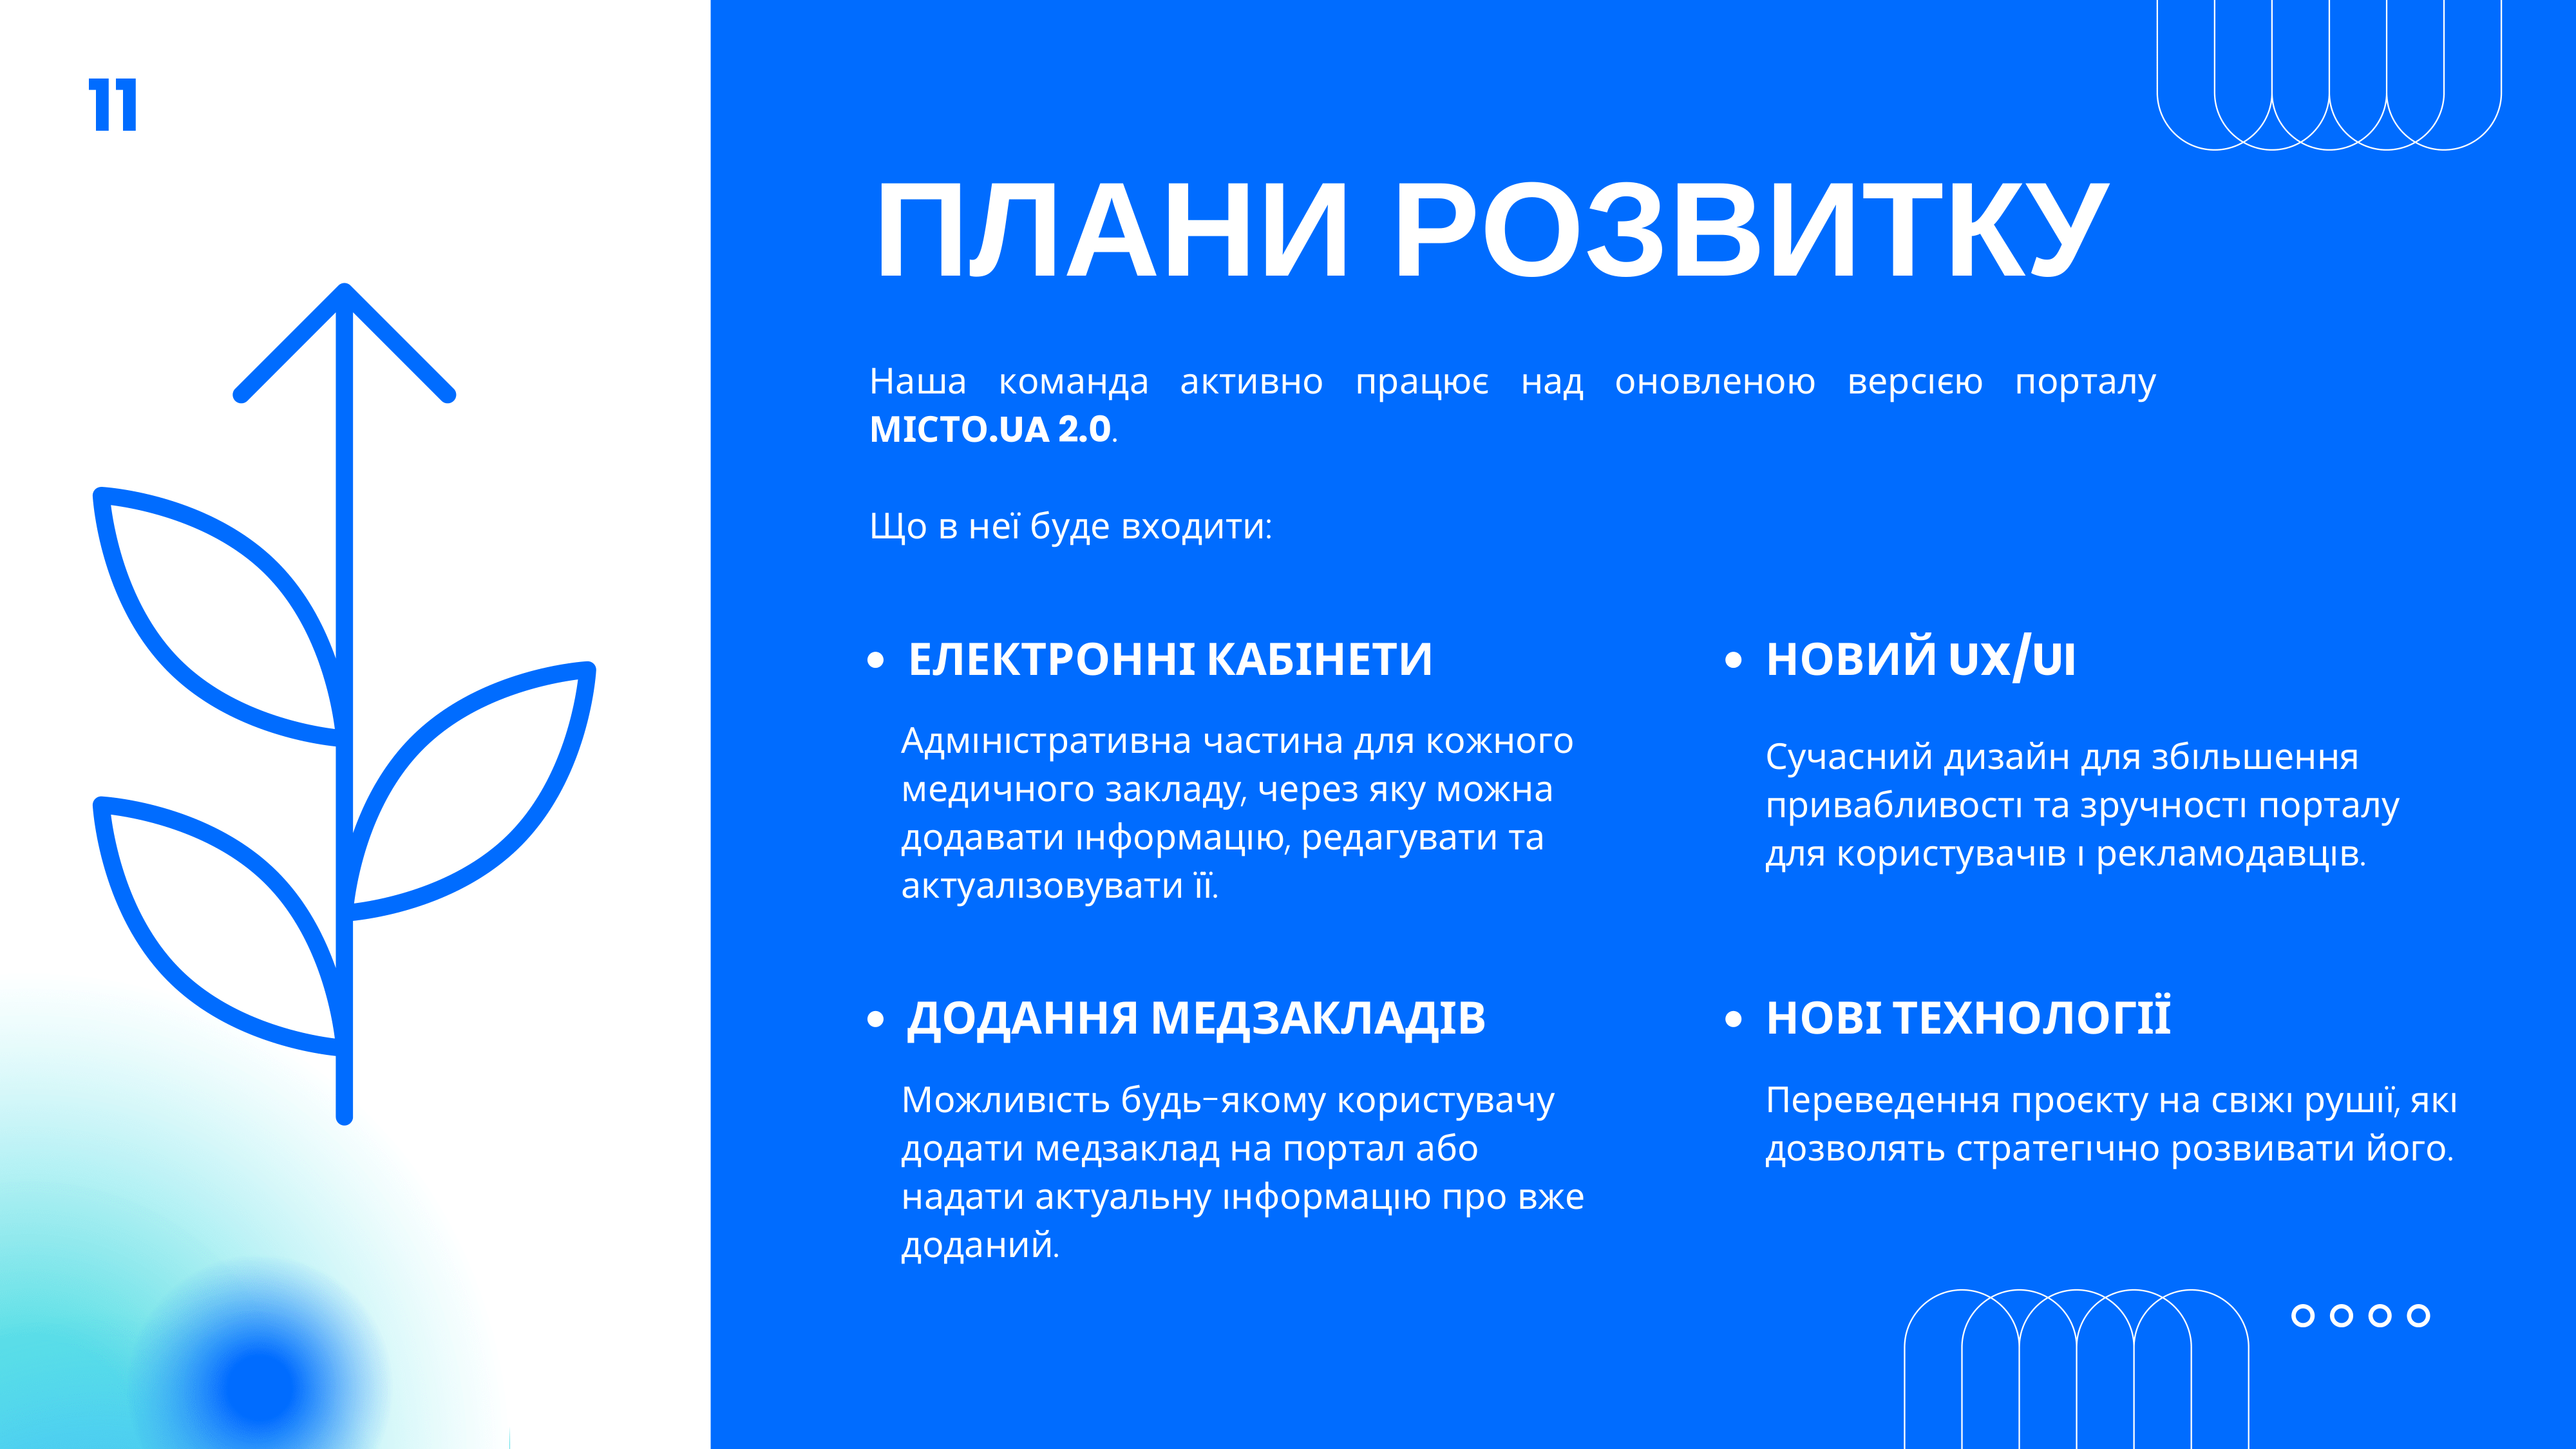 11
ПЛАНИ РОЗВИТКУ
Наша команда активно працює над оновленою версією порталу
МІСТО.UA 2.0.
Що в неї буде входити:
• ЕЛЕКТРОННІ КАБІНЕТИ
Адміністративна частина для кожного
медичного закладу, через яку можна
додавати інформацію, редагувати та
актуалізовувати її.
• НОВИЙ UX/UI
Сучасний дизайн для збільшення
привабливості та зручності порталу
для користувачів і рекламодавців.
• ДОДАННЯ МЕДЗАКЛАДІВ
Можливість будь-якому користувачу
додати медзаклад на портал або
надати актуальну інформацію про вже
доданий.
• НОВІ ТЕХНОЛОГІЇ
Переведення проєкту на свіжі рушії, які
дозволять стратегічно розвивати його.